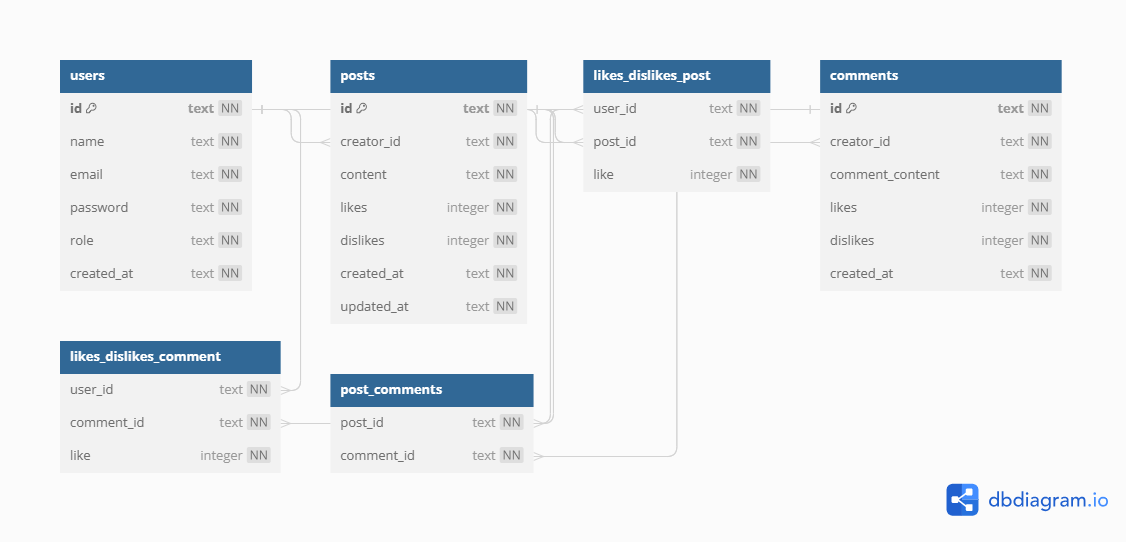 users
id text NN
name text NN
email text NN
password text NN
role text NN
created_at text NN
posts
id text NN
creator_id text NN
content text NN
likes integer NN
dislikes integer NN
created_at text NN
updated_at text NN
likes_dislikes_post
user_id text NN
post_id text NN
like integer NN
comments
id text NN
creator_id text NN
comment_content text NN
likes integer NN
dislikes integer NN
created_at text NN
likes_dislikes_comment
user_id text NN
comment_id text NN
like integer NN
post_comments
post_id text NN
comment_id text NN
dbdiagram.io